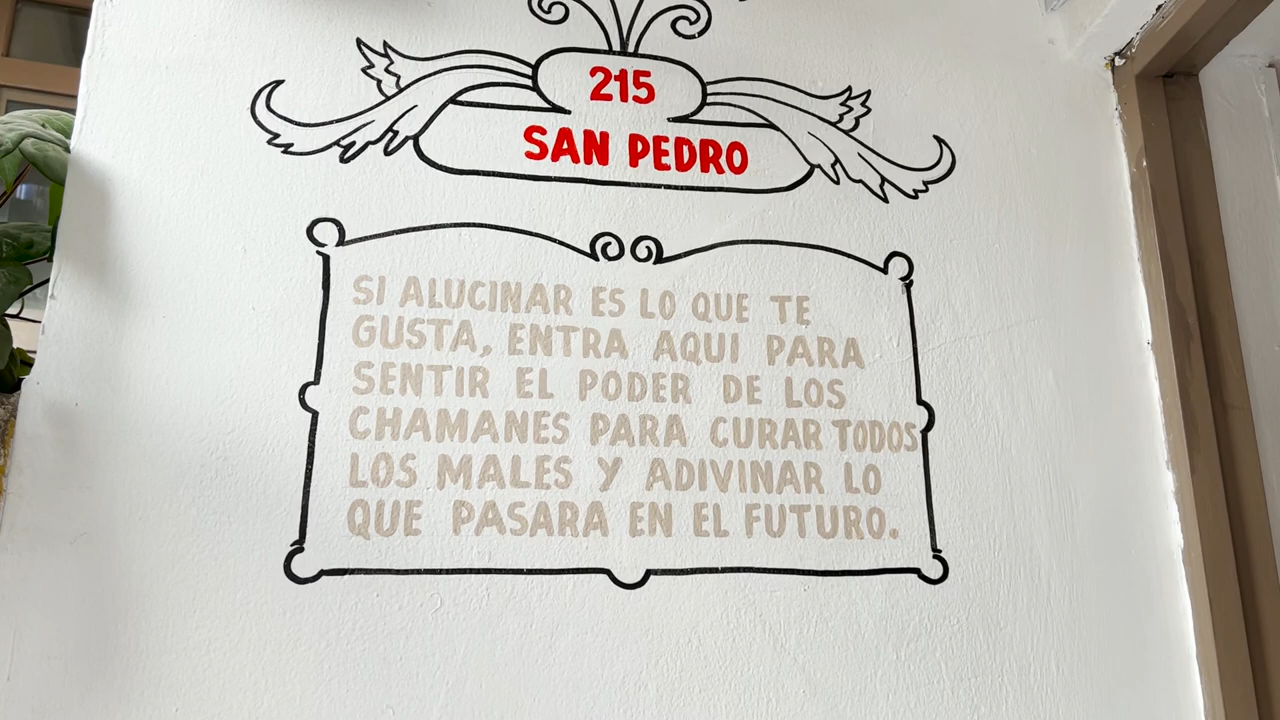 215
SAN PEDRO
SI ALUCINAR ES LO QUE TE
GUSTA, ENTRA AQUI PARA
SENTIR EL PODER DE LOS
CHAMANES PARA CURAR TODOS
LOS MALES Y ADIVINAR LO
QUE PASARA EN EL FUTURO.